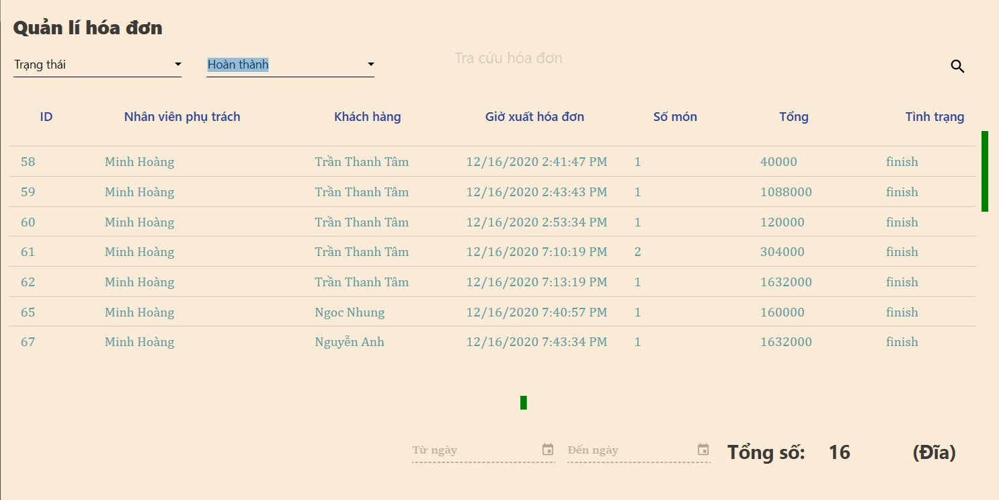 Quản lí hóa đơn
Trạng thái Hoàn thành Tra cứu hóa đơn
ID Nhân viên phụ trách Khách hàng Giờ xuất hóa đơn Số món Tổng Tình trạng
58 Minh Hoàng Trần Thanh Tâm 12/16/2020 2:41:47 PM 1 40000 finish
59 Minh Hoàng Trần Thanh Tâm 12/16/2020 2:43:43 PM 1 1088000 finish
60 Minh Hoàng Trần Thanh Tâm 12/16/2020 2:53:34 PM 1 120000 finish
61 Minh Hoàng Trần Thanh Tâm 12/16/2020 7:10:19 PM 2 304000 finish
62 Minh Hoàng Trần Thanh Tâm 12/16/2020 7:13:19 PM 1 1632000 finish
65 Minh Hoàng Ngoc Nhung 12/16/2020 7:40:57 PM 1 160000 finish
67 Minh Hoàng Nguyễn Anh 12/16/2020 7:43:34 PM 1 1632000 finish
Từ ngày Đến ngày Tổng số: 16 (Đĩa)